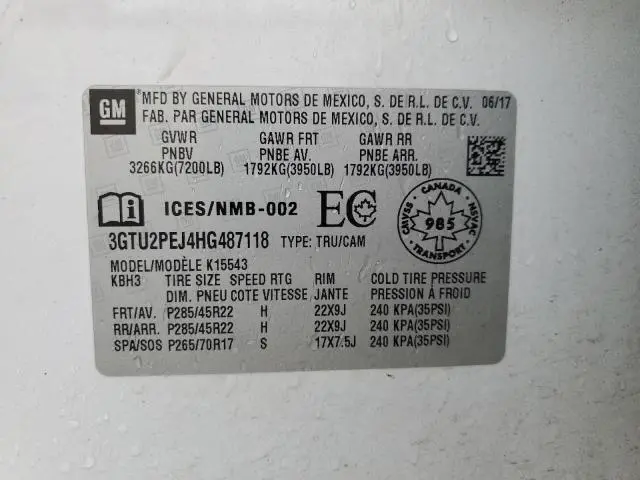 GM *MFD BY GENERAL MOTORS DE MEXICO, S. DE R.L. DE C.V. 06/17
FAB. PAR GENERAL MOTORS DE MEXICO, S. DE R.L. DE C.V.
GVWR GAWR FRT GAWR RR
PNBV PNBE AV. PNBE ARR.
3266KG(7200LB) 1792KG(3950LB) 1792KG(3950LB)
i ICES/NMB-002 EC CANADA
985
TRANSPORT
NSVAC
CMVSS
3GTU2PEJ4HG487118 TYPE: TRU/CAM
MODEL/MODÈLE K15543
KBH3 TIRE SIZE SPEED RTG RIM COLD TIRE PRESSURE
DIM. PNEU COTE VITESSE JANTE PRESSION À FROID
FRT/AV. P285/45R22 H 22X9J 240 KPA(35PSI)
RR/ARR. P285/45R22 H 22X9J 240 KPA(35PSI)
SPA/SOS P265/70R17 S 17X7.5J 240 KPA(35PSI)